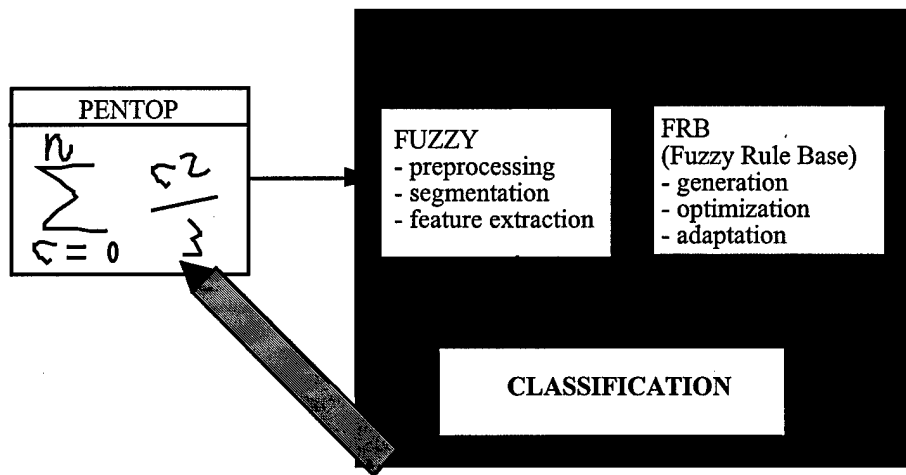 PENTOP
n
∑ r²/3
r = 0
FUZZY
- preprocessing
- segmentation
- feature extraction
FRB
(Fuzzy Rule Base)
- generation
- optimization
- adaptation
CLASSIFICATION